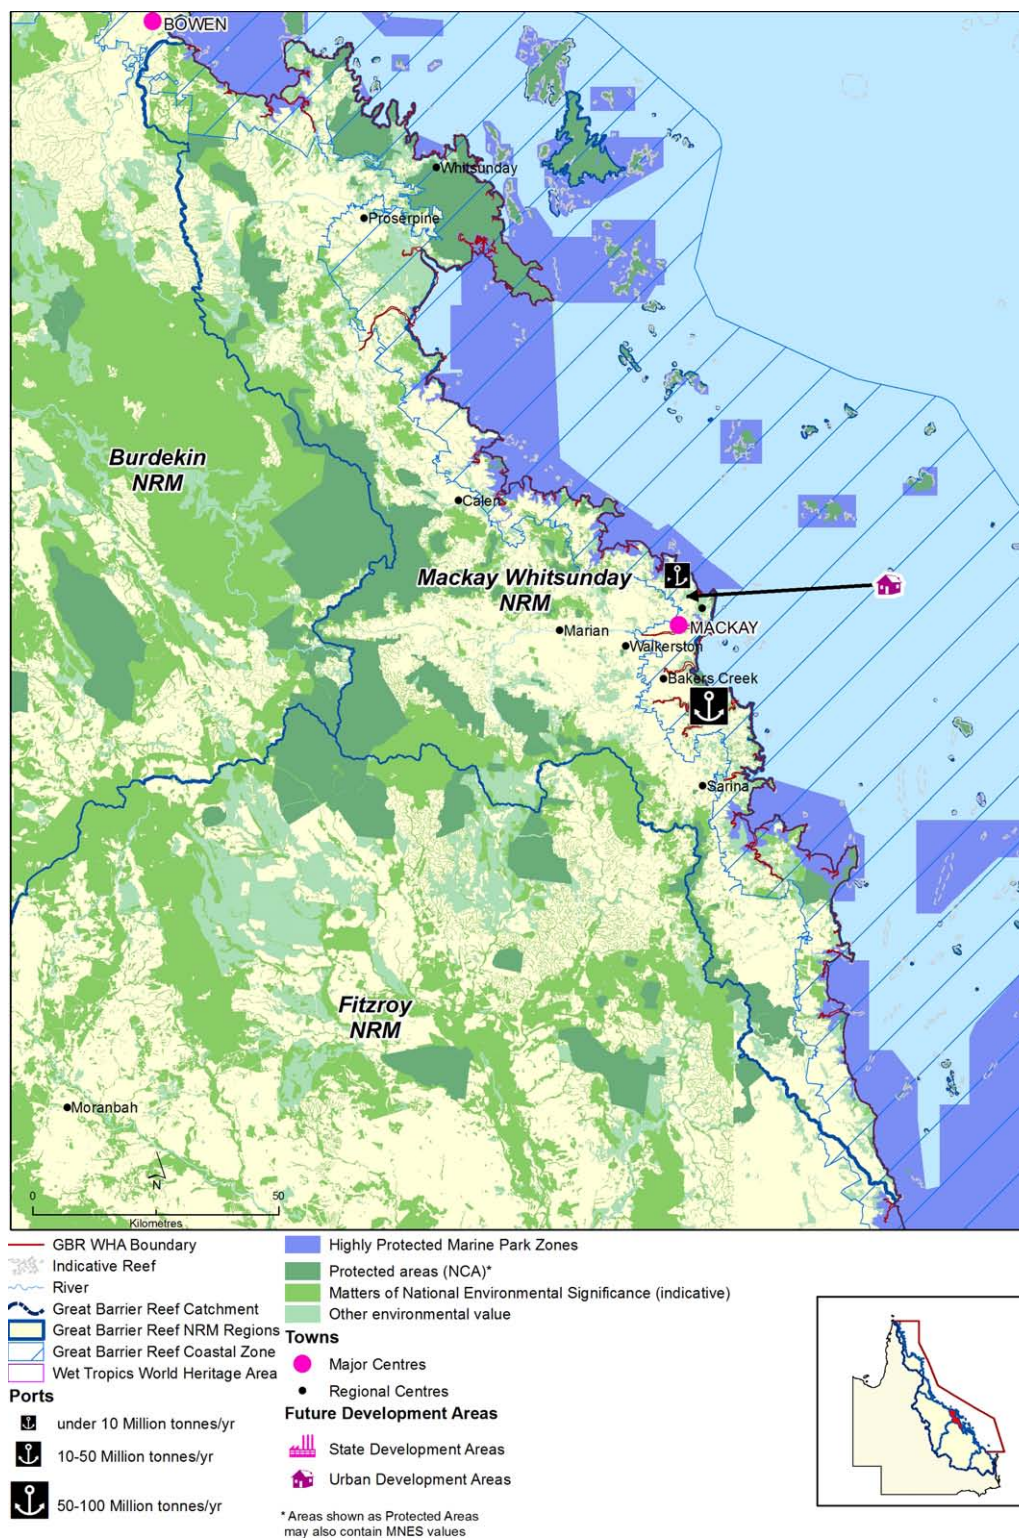 BOWEN
Whitsunday
Proserpine
Burdekin
NRM
Calen
Mackay Whitsunday
NRM
Marian
MACKAY
Walkerston
Bakers Creek
Sarina
Fitzroy
NRM
Moranbah
N
0
50
Kilometres
GBR WHA Boundary
Indicative Reef
River
Great Barrier Reef Catchment
Great Barrier Reef NRM Regions
Great Barrier Reef Coastal Zone
Wet Tropics World Heritage Area
Ports
under 10 Million tonnes/yr
10-50 Million tonnes/yr
50-100 Million tonnes/yr
Highly Protected Marine Park Zones
Protected areas (NCA)*
Matters of National Environmental Significance (indicative)
Other environmental value
Towns
Major Centres
Regional Centres
Future Development Areas
State Development Areas
Urban Development Areas
* Areas shown as Protected Areas
may also contain MNES values